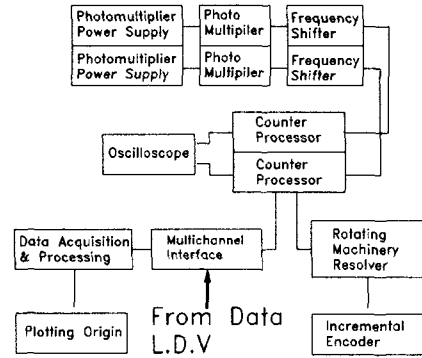 Photomultiplier
Power Supply
Photo
Multipiler
Frequency
Shifter
Photomultiplier
Power Supply
Photo
Multipiler
Frequency
Shifter
Counter
Processor
Oscilloscope
Counter
Processor
Data Acquisition
& Processing
Multichannel
Interface
Rotating
Machinery
Resolver
Plotting Origin
From Data
L.D.V
Incremental
Encoder